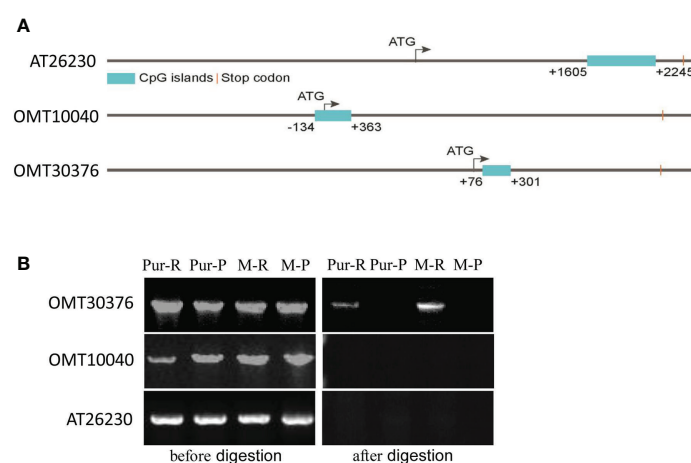 A
ATG
AT26230
+1605
+2245
CpG islands
Stop codon
ATG
OMT10040
-134
+363
ATG
OMT30376
+76
+301
B
Pur-R Pur-P M-R M-P Pur-R Pur-P M-R M-P
OMT30376
OMT10040
AT26230
before digestion after digestion